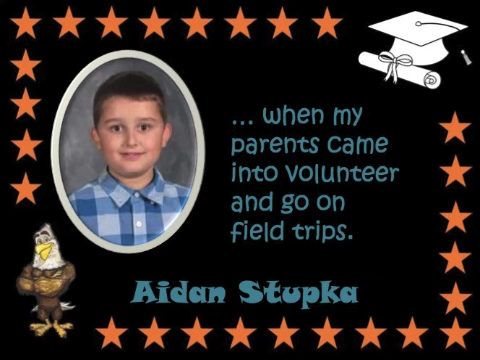 ... when my
parents came
into volunteer
and go on
field trips.
Aidan Stupka